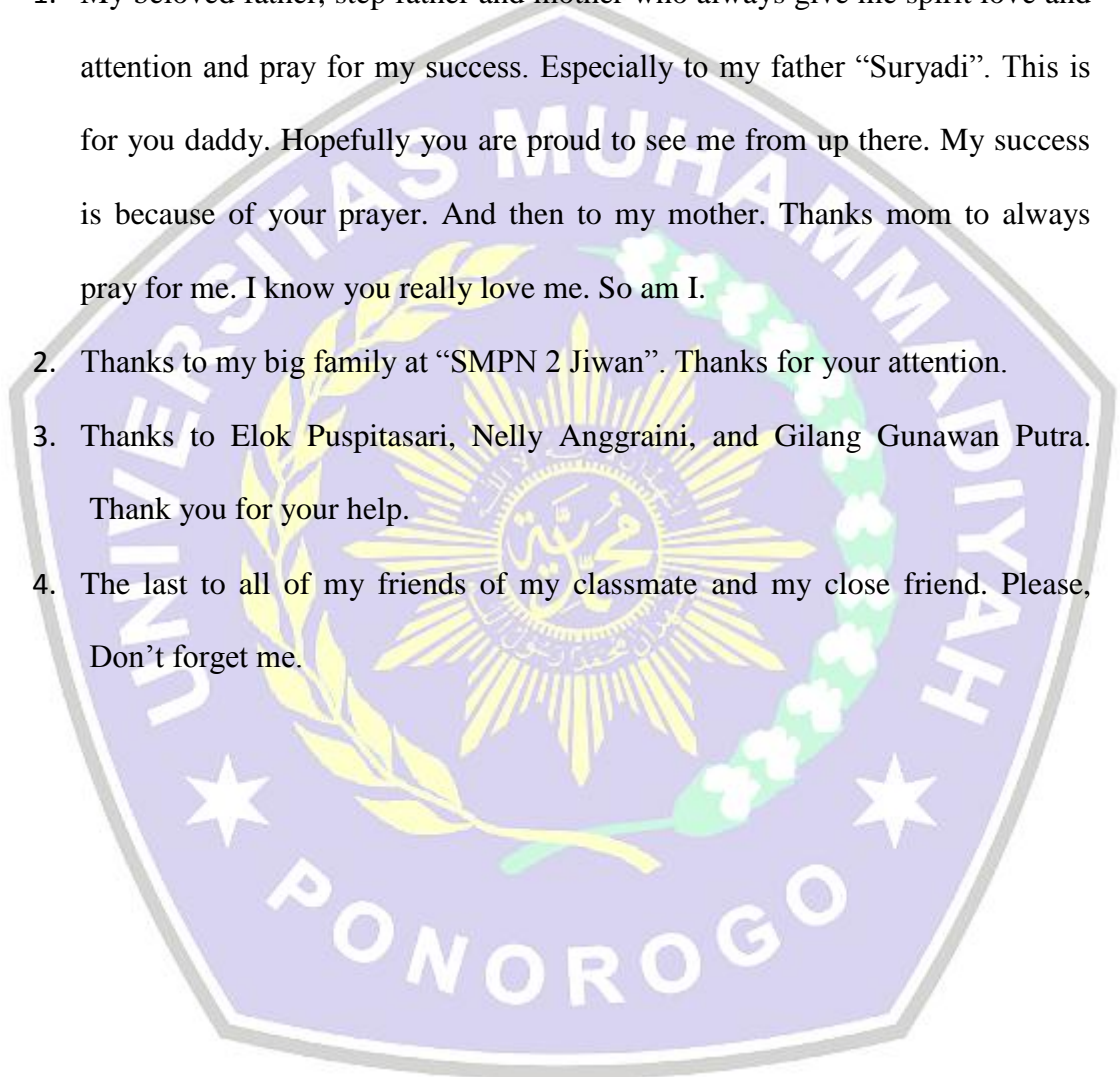 1. My beloved father, step father and mother who always give me spirit love and
attention and pray for my success. Especially to my father “Suryadi”. This is
for you daddy. Hopefully you are proud to see me from up there. My success
is because of your prayer. And then to my mother. Thanks mom to always
pray for me. I know you really love me. So am I.
2. Thanks to my big family at “SMPN 2 Jiwan”. Thanks for your attention.
3. Thanks to Elok Puspitasari, Nelly Anggraini, and Gilang Gunawan Putra.
Thank you for your help.
4. The last to all of my friends of my classmate and my close friend. Please,
Don’t forget me.
UNIVERSITAS MUHAMMADIYAH
PONOROGO